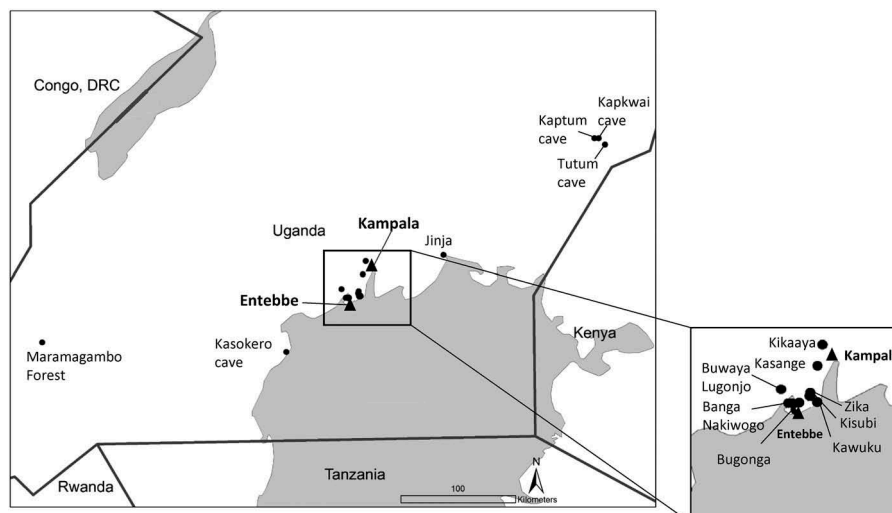 Congo, DRC
Kapkwai
cave
Kaptum
cave
Tutum
cave
Uganda
Kampala
Jinja
Entebbe
Kasokero
cave
Maramagambo
Forest
Kenya
Tanzania
Rwanda
100
Kilometers
N
Kikaaya
Kampal
Kasange
Buwaya
Lugonjo
Banga
Nakiwogo
Zika
Kisubi
Entebbe
Kawuku
Bugonga